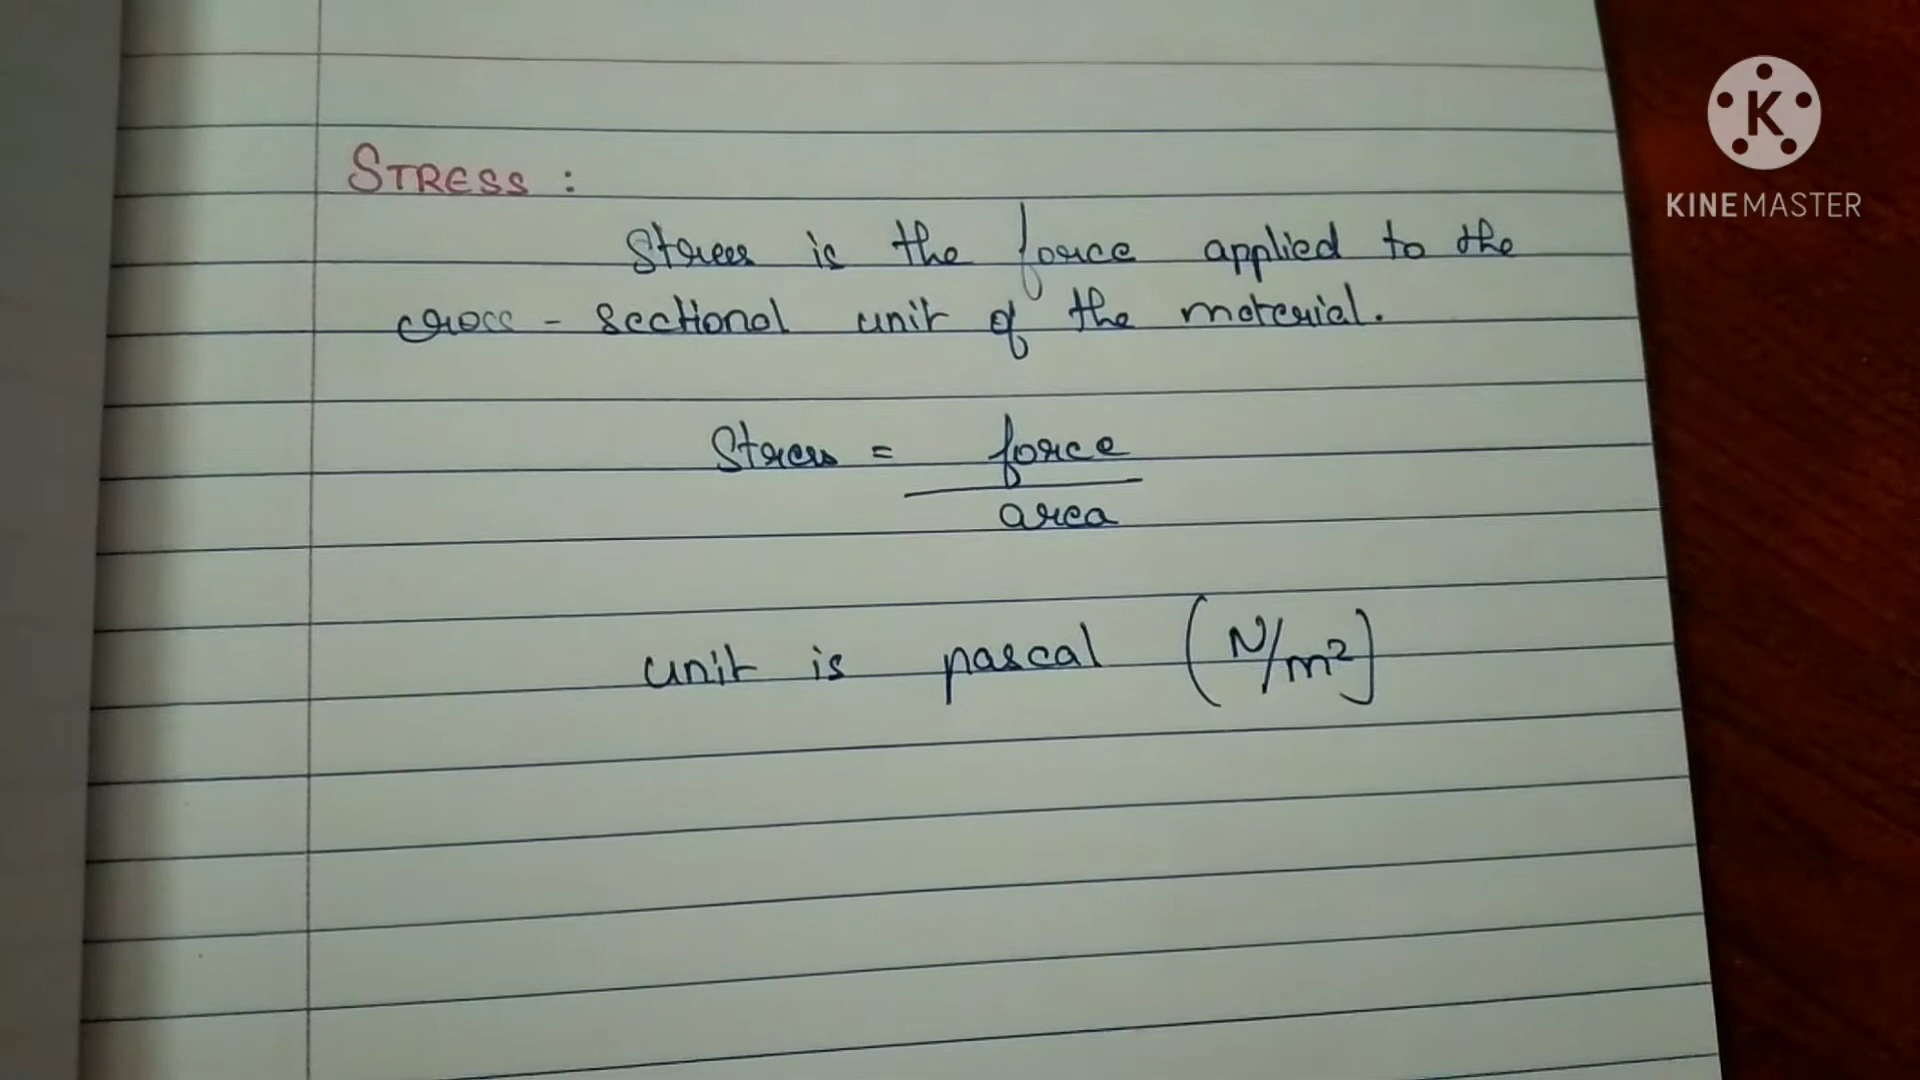 STRESS :
Stress is the force applied to the
cross - sectional unit of the material.
Stress = force
area
unit is pascal (N/m²)
K
KINEMASTER